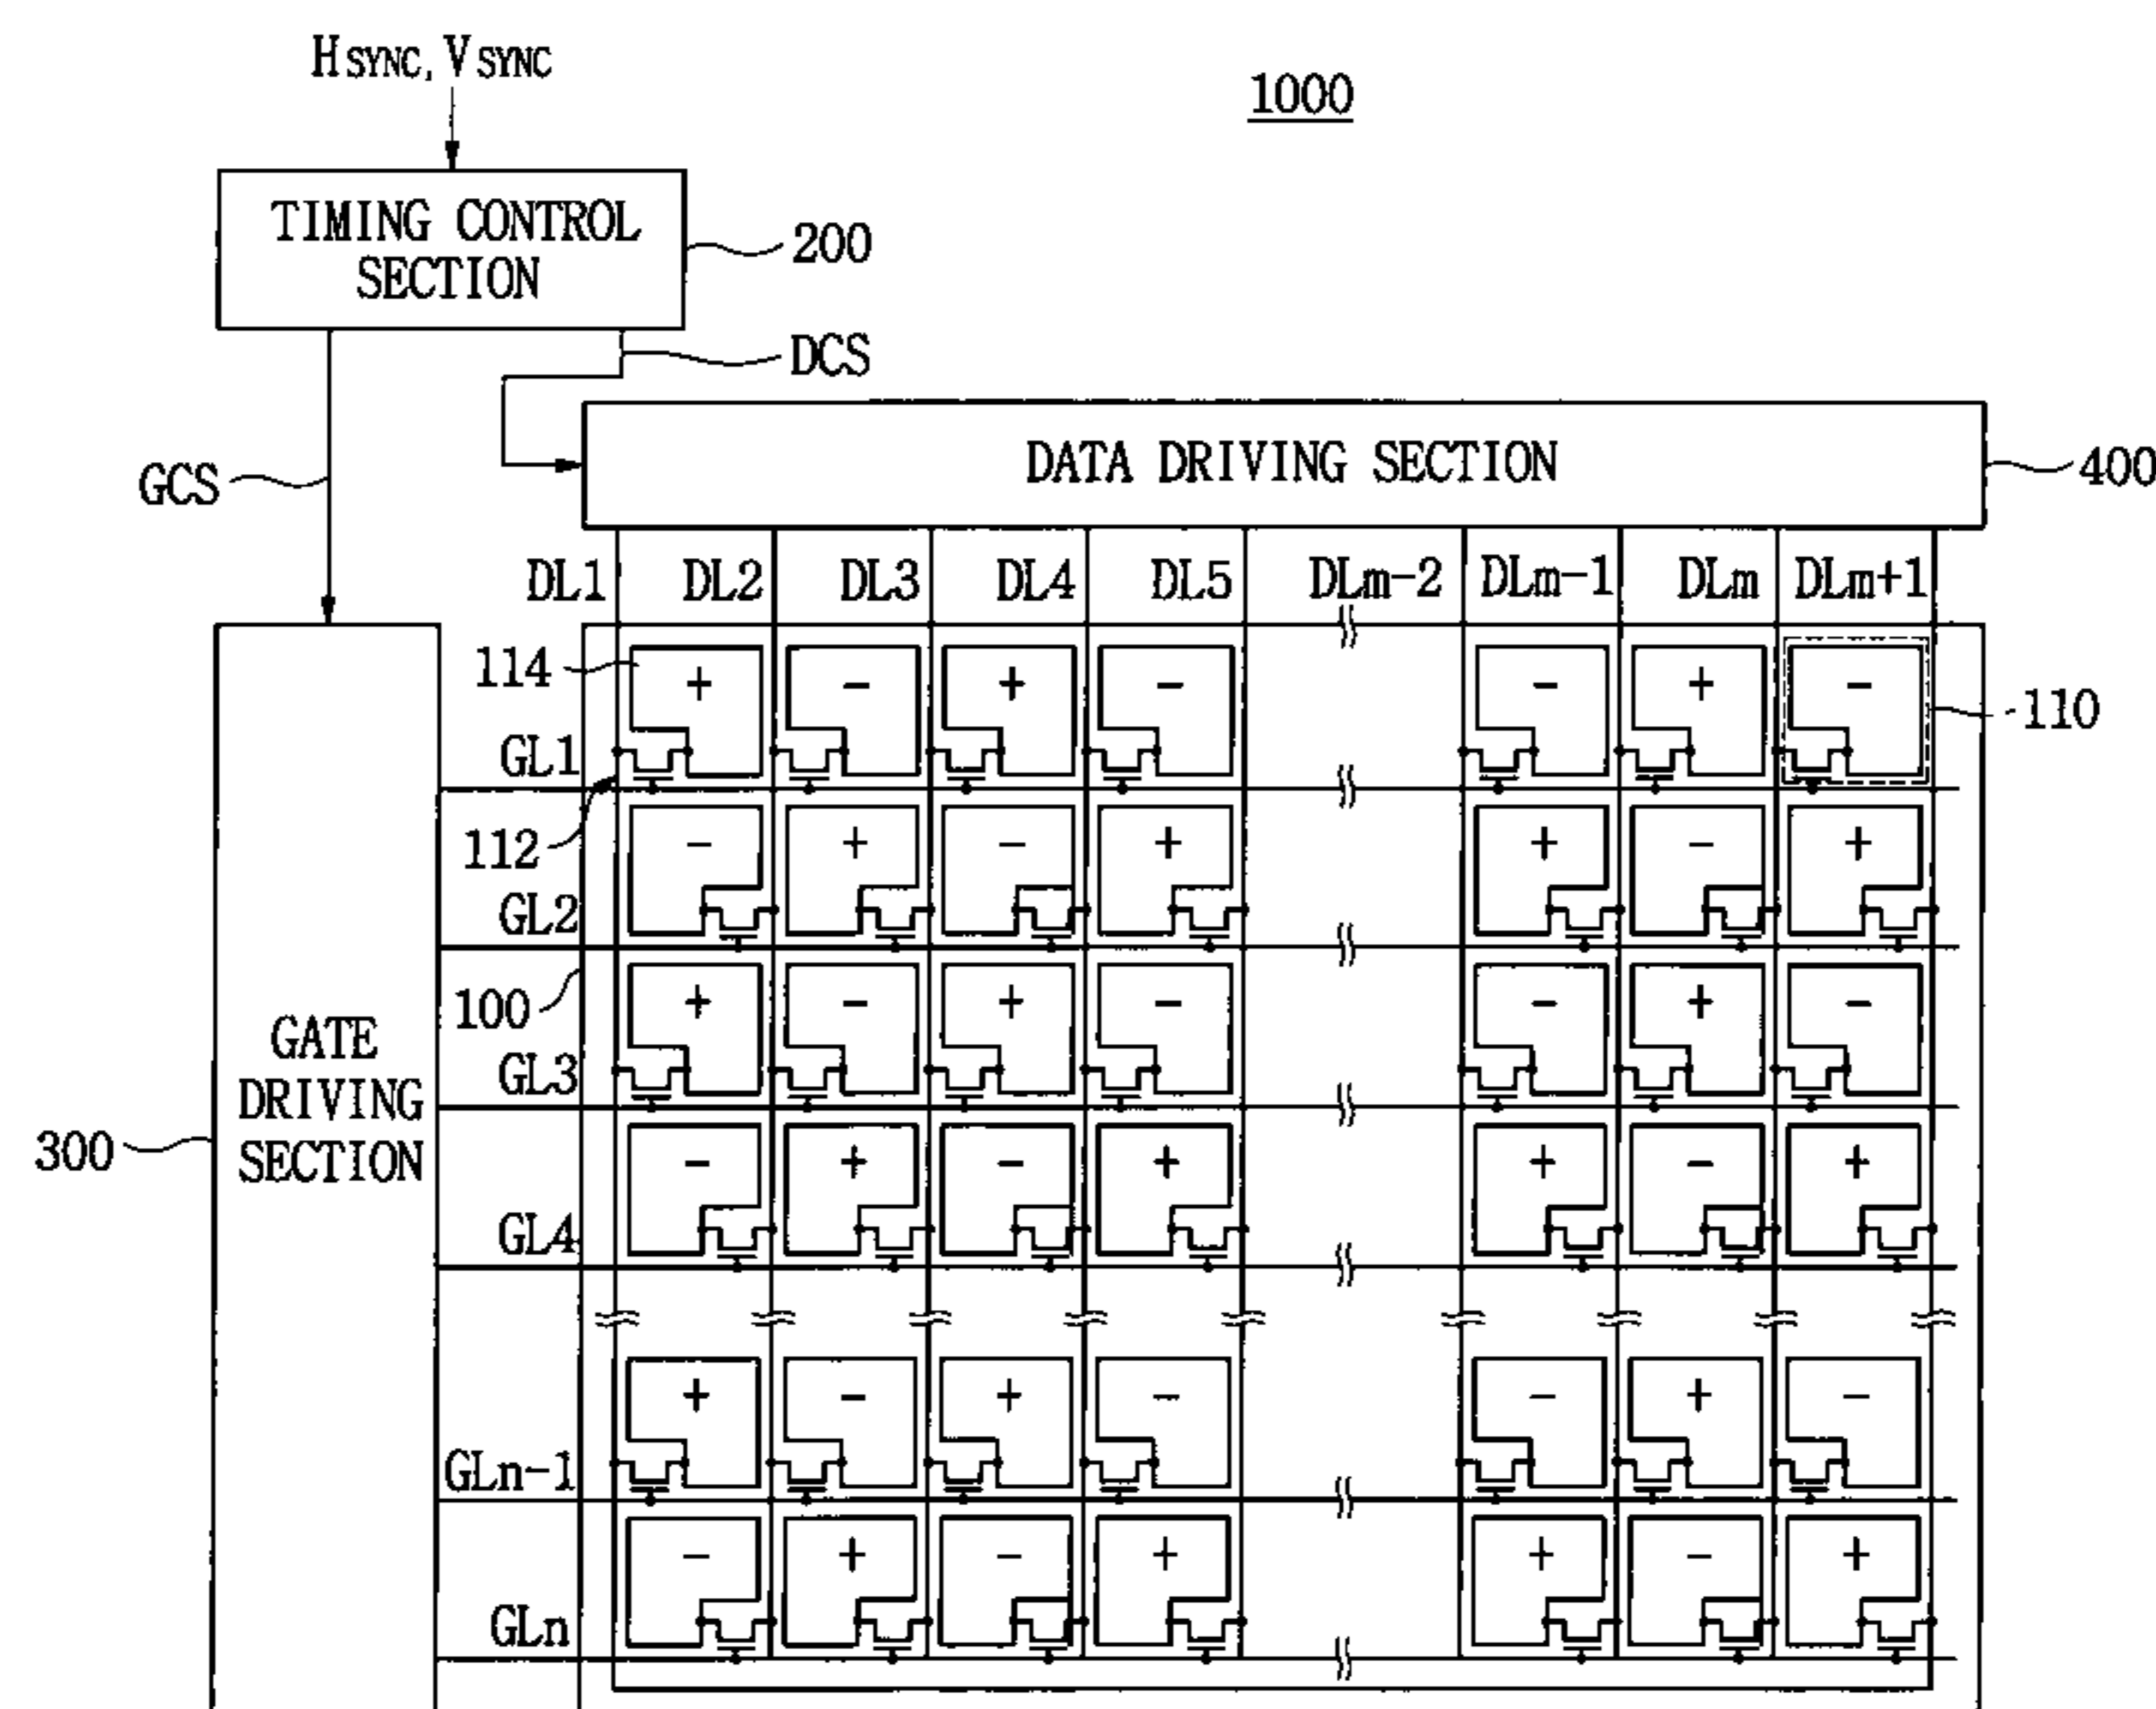 HSYNC, VSYNC
1000
TIMING CONTROL
SECTION
200
DCS
DATA DRIVING SECTION
400
GCS
DL1 DL2 DL3 DL4 DL5 DLm-2 DLm-1 DLm DLm+1
114 + - + - - + -
110
GL1
112 - + - + + - +
GL2
100 + - + - - + -
GATE
DRIVING
SECTION
GL3
300
- + - + + - +
GL4
+ - + - - + -
GLn-1
- + - + + - +
GLn